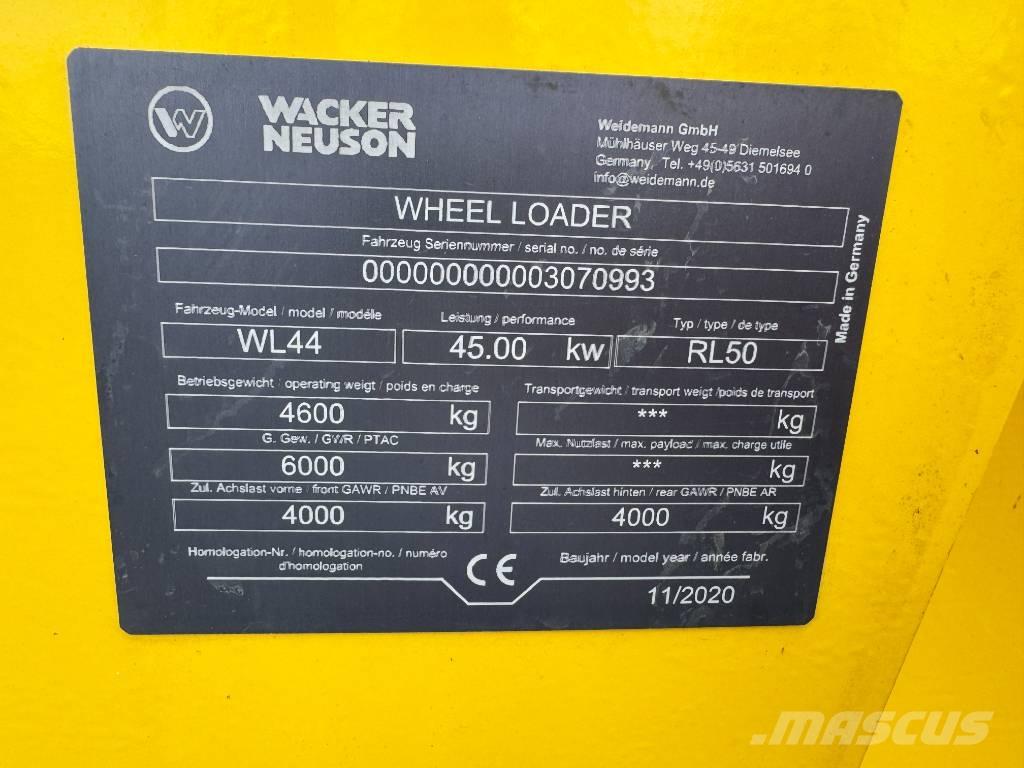 WACKER
NEUSON
Weidemann GmbH
Mühlhäuser Weg 45-49 Diemelsee
Germany, Tel. +49(0)5631 501694 0
info@weidemann.de
WHEEL LOADER
Fahrzeug Seriennummer / serial no. / no. de série
000000000003070993
Made in Germany
Fahrzeug-Model / model / modéle
WL44
Leistung / performance
45.00 kw
Typ / type / de type
RL50
Betriebsgewicht / operating weigt / poids en charge
4600 kg
Transportgewicht / transport weigt /poids de transport
*** kg
G. Gew. / GWR / PTAC
6000 kg
Max. Nutzlast / max. payload / max. charge utile
*** kg
Zul. Achslast vorne / front GAWR / PNBE AV
4000 kg
Zul. Achslast hinten / rear GAWR / PNBE AR
4000 kg
Homologation-Nr. / homologation-no. / numéro
d'homologation
CE
Baujahr / model year / année fabr.
11/2020
MASCUS